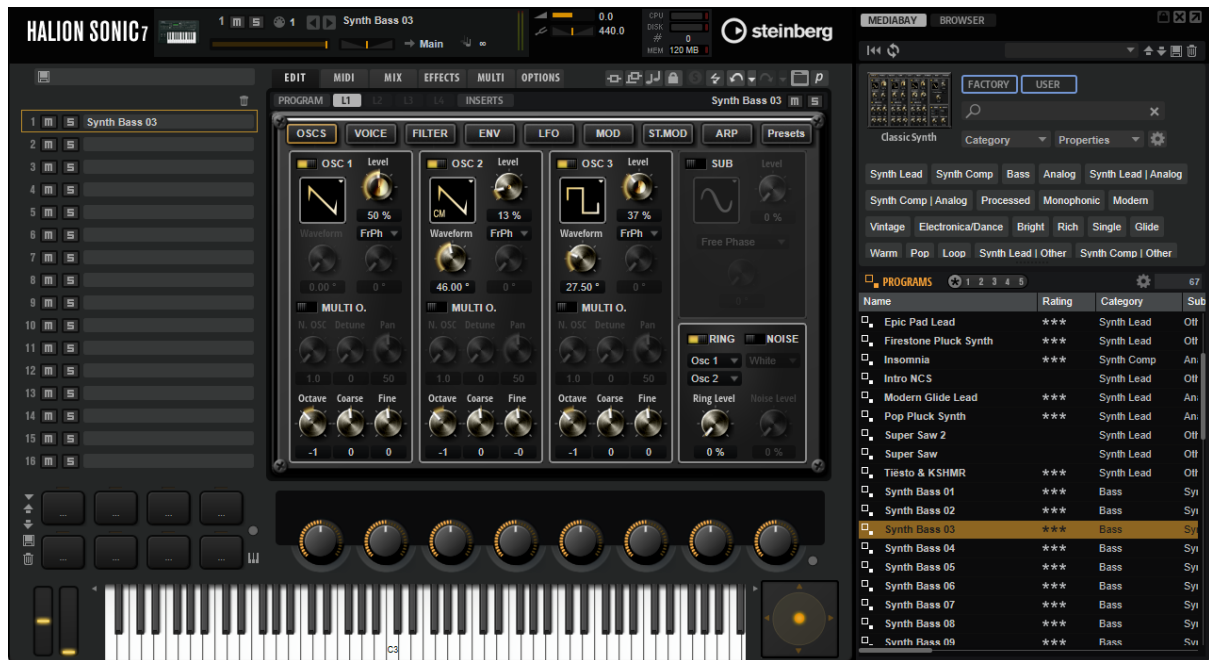 HALION SONIC 7
1 m S 1 Synth Bass 03
→ Main ∞
0.0
440.0
CPU
DISK
# 0
MEM 120 MB
steinberg
EDIT MIDI MIX EFFECTS MULTI OPTIONS
PROGRAM L1 L2 L3 L4 INSERTS Synth Bass 03 m S
OSCS VOICE FILTER ENV LFO MOD ST.MOD ARP Presets
1 m S Synth Bass 03
2 m S
3 m S
4 m S
5 m S
6 m S
7 m S
8 m S
9 m S
10 m S
11 m S
12 m S
13 m S
14 m S
15 m S
16 m S
OSC 1 Level
50 %
Waveform FrPh
0.00 ° 0 °
MULTI O.
N. OSC Detune Pan
1.0 0 50
Octave Coarse Fine
-1 0 0
OSC 2 Level
CM
13 %
Waveform FrPh
46.00 ° 0 °
MULTI O.
N. OSC Detune Pan
1.0 0 50
Octave Coarse Fine
-1 0 -0
OSC 3 Level
37 %
Waveform FrPh
27.50 ° 0 °
MULTI O.
N. OSC Detune Pan
1.0 0 50
Octave Coarse Fine
-1 0 0
SUB Level
0 %
Free Phase
0 °
RING NOISE
Osc 1 White
Osc 2
Ring Level Noise Level
0 % 0 %
... ... ... ...
... ... ... ...
C3
MEDIABAY BROWSER
FACTORY USER
Classic Synth
Category Properties
Synth Lead Synth Comp Bass Analog Synth Lead | Analog
Synth Comp | Analog Processed Monophonic Modern
Vintage Electronica/Dance Bright Rich Single Glide
Warm Pop Loop Synth Lead | Other Synth Comp | Other
PROGRAMS 1 2 3 4 5 67
Name Rating Category Sub
Epic Pad Lead *** Synth Lead Oth
Firestone Pluck Synth *** Synth Lead Oth
Insomnia *** Synth Comp Ana
Intro NCS Synth Lead Oth
Modern Glide Lead *** Synth Lead Ana
Pop Pluck Synth *** Synth Lead Ana
Super Saw 2 Synth Lead Oth
Super Saw Synth Lead Oth
Tiësto & KSHMR *** Synth Lead Oth
Synth Bass 01 *** Bass Syn
Synth Bass 02 *** Bass Syn
Synth Bass 03 *** Bass Syn
Synth Bass 04 *** Bass Syn
Synth Bass 05 *** Bass Syn
Synth Bass 06 *** Bass Syn
Synth Bass 07 *** Bass Syn
Synth Bass 08 *** Bass Syn
Synth Bass 09 *** Bass Syn